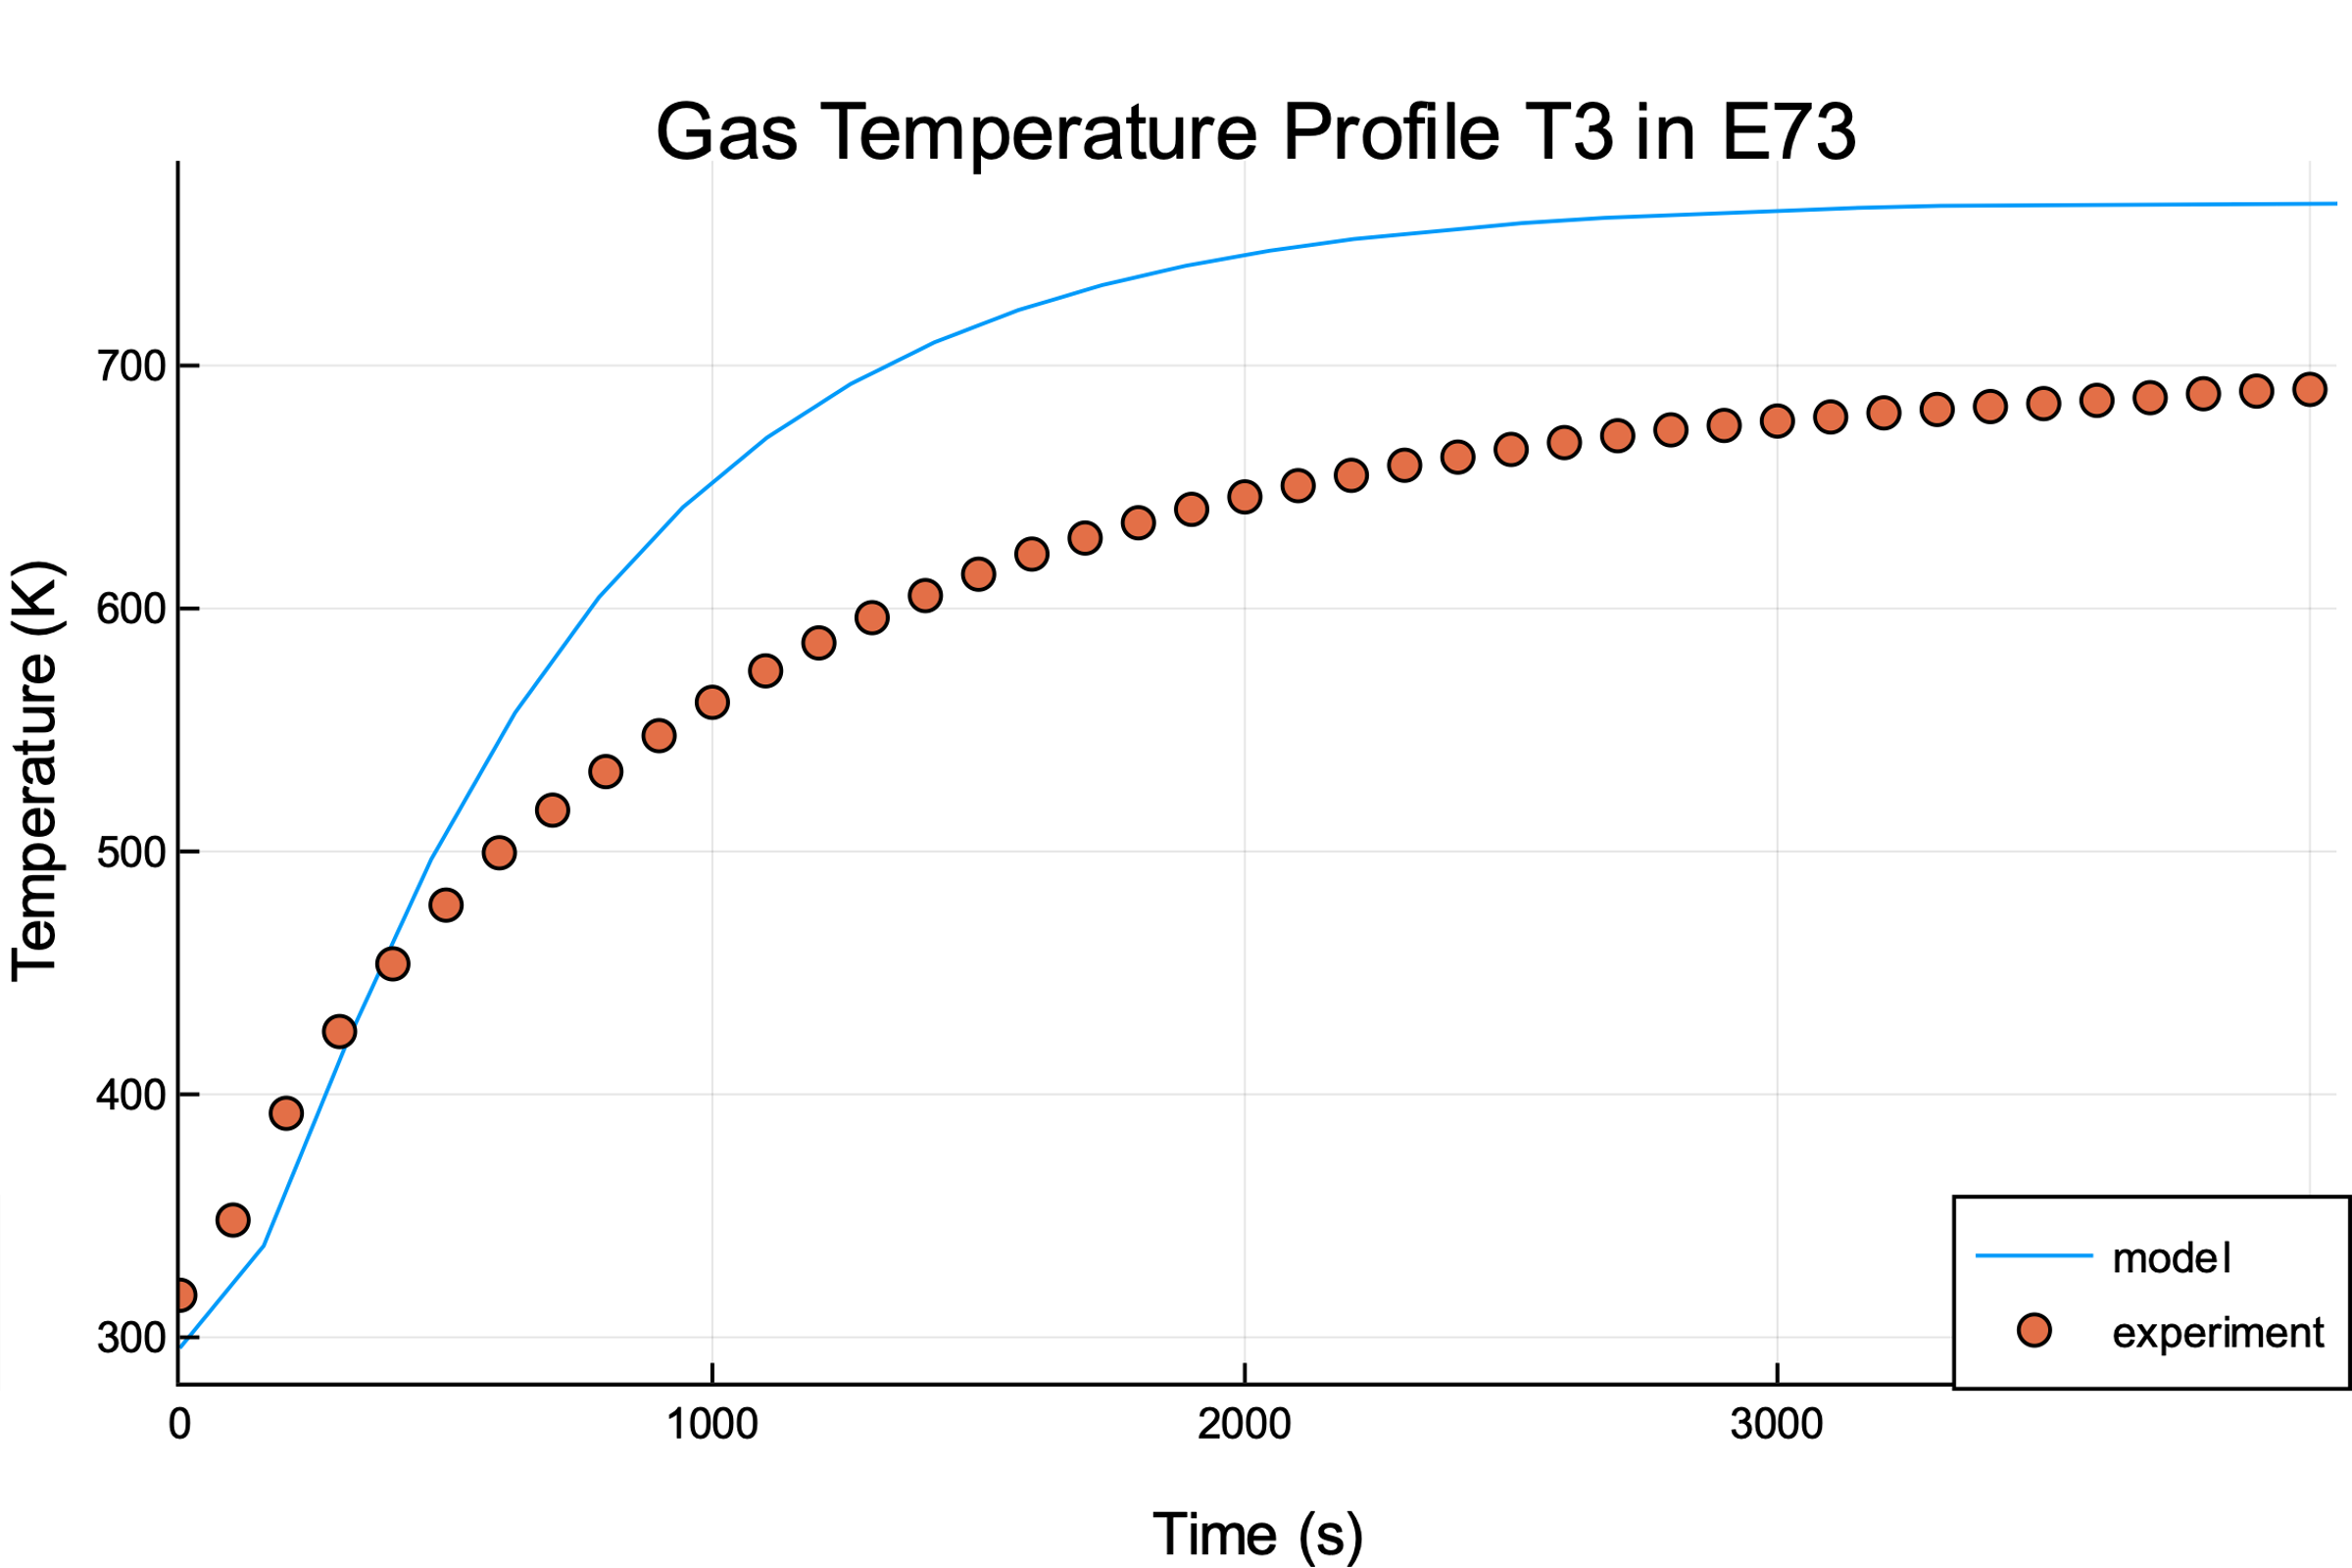 Gas Temperature Profile T3 in E73
Temperature (K)
700
600
500
400
300
0
1000
2000
3000
Time (s)
model
experiment